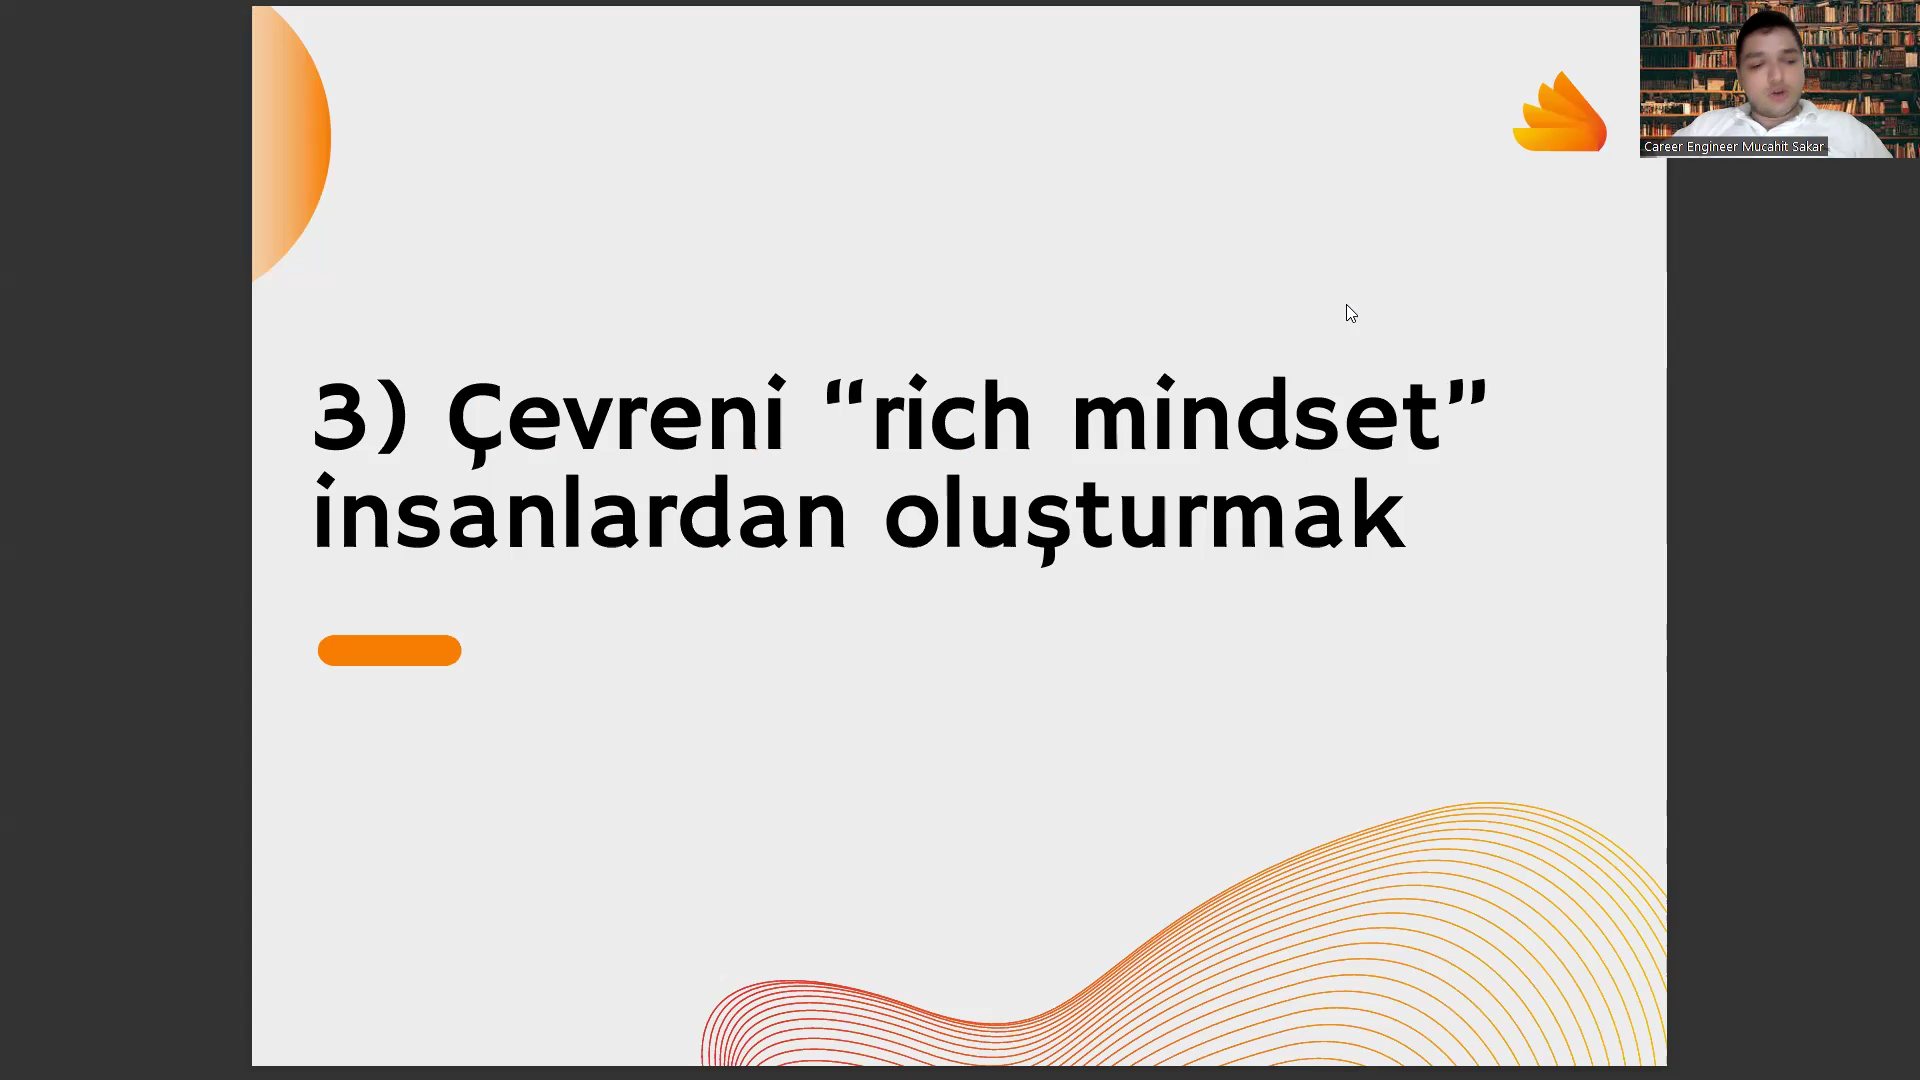 Career Engineer Mucahit Sakar
3) Çevreni “rich mindset”
insanlardan oluşturmak